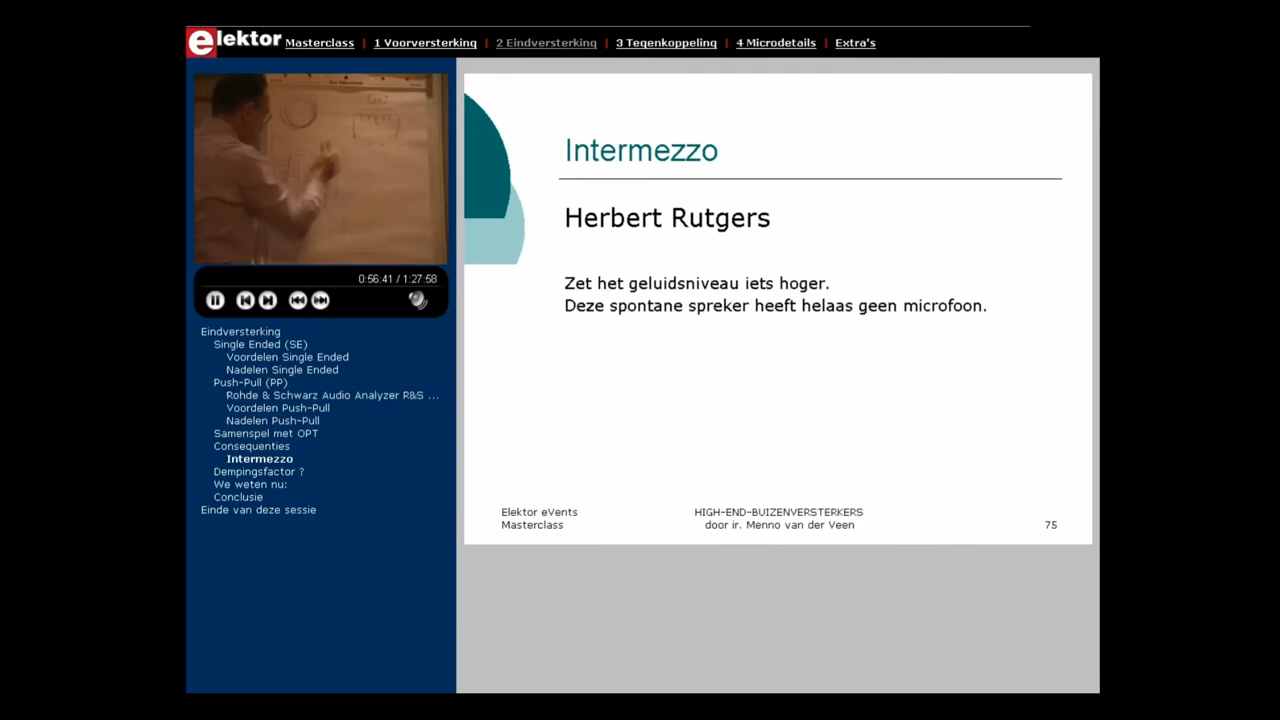 elektor Masterclass | 1 Voorversterking | 2 Eindversterking | 3 Tegenkoppeling | 4 Microdetails | Extra's
0:56:41 / 1:27:58
Eindversterking
Single Ended (SE)
Voordelen Single Ended
Nadelen Single Ended
Push-Pull (PP)
Rohde & Schwarz Audio Analyzer R&S ...
Voordelen Push-Pull
Nadelen Push-Pull
Samenspel met OPT
Consequenties
Intermezzo
Dempingsfactor ?
We weten nu:
Conclusie
Einde van deze sessie
Intermezzo
Herbert Rutgers
Zet het geluidsniveau iets hoger.
Deze spontane spreker heeft helaas geen microfoon.
Elektor eVents
Masterclass
HIGH-END-BUIZENVERSTERKERS
door ir. Menno van der Veen
75